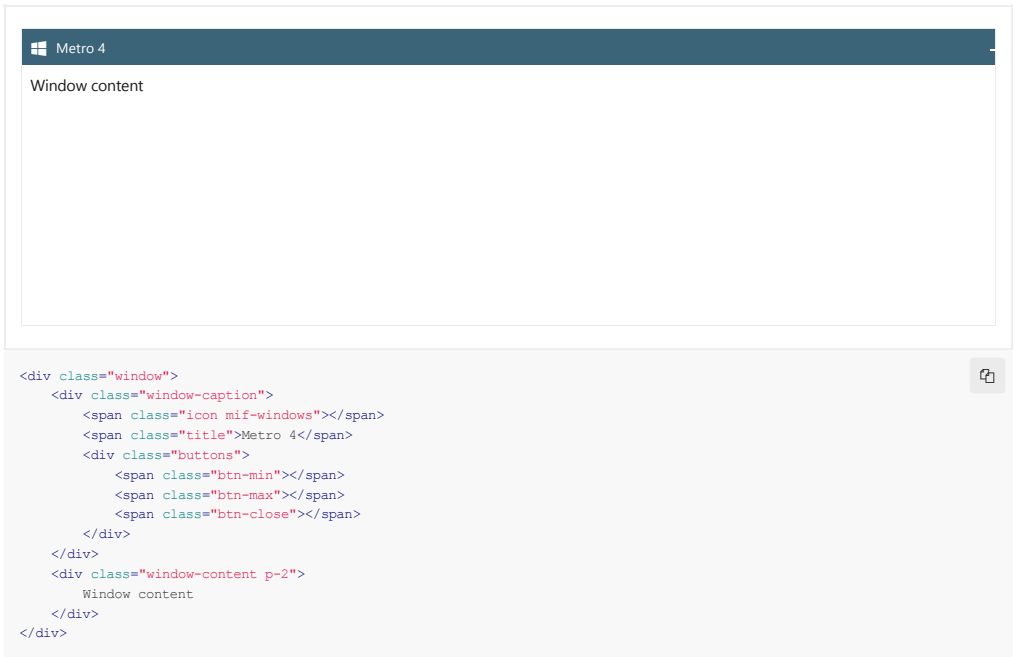 Metro 4
Window content
<div class="window">
    <div class="window-caption">
        <span class="icon mif-windows"></span>
        <span class="title">Metro 4</span>
        <div class="buttons">
            <span class="btn-min"></span>
            <span class="btn-max"></span>
            <span class="btn-close"></span>
        </div>
    </div>
    <div class="window-content p-2">
        Window content
    </div>
</div>